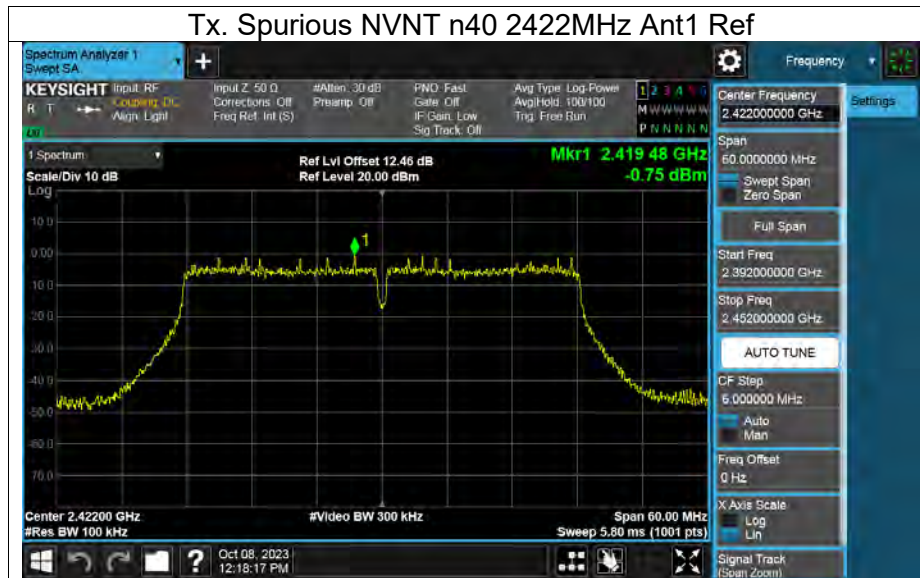 Tx. Spurious NVNT n40 2422MHz Ant1 Ref
Spectrum Analyzer 1
Swept SA
+
Frequency
KEYSIGHT
R T
Input: RF
Coupling: DC
Align: Light
Input Z: 50 Ω
Corrections: Off
Freq Ref: Int (S)
#Atten: 30 dB
Preamp: Off
PNO: Fast
Gate: Off
IF Gain: Low
Sig Track: Off
Avg Type: Log-Power
Avg|Hold: 100/100
Trig: Free Run
1 2 3 4 5 6
M W W W W W
P N N N N N
1 Spectrum
Scale/Div 10 dB
Log
Ref Lvl Offset 12.46 dB
Ref Level 20.00 dBm
Mkr1 2.419 48 GHz
-0.75 dBm
10.0
0.00
-10.0
-20.0
-30.0
-40.0
-50.0
-60.0
-70.0
1
Center 2.42200 GHz
#Res BW 100 kHz
#Video BW 300 kHz
Span 60.00 MHz
Sweep 5.80 ms (1001 pts)
Center Frequency
2.422000000 GHz
Settings
Span
60.0000000 MHz
Swept Span
Zero Span
Full Span
Start Freq
2.392000000 GHz
Stop Freq
2.452000000 GHz
AUTO TUNE
CF Step
6.000000 MHz
Auto
Man
Freq Offset
0 Hz
X Axis Scale
Log
Lin
Signal Track
(Span Zoom)
?
Oct 08, 2023
12:18:17 PM